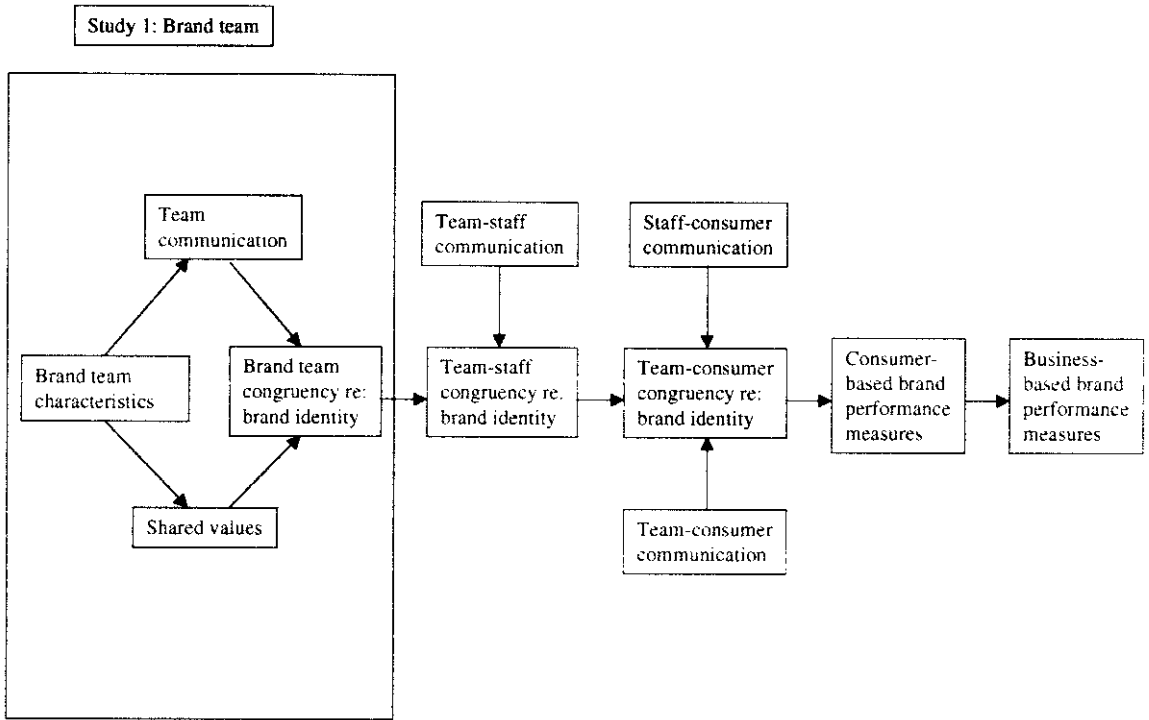 Study 1: Brand team
Team
communication
Brand team
characteristics
Shared values
Brand team
congruency re:
brand identity
Team-staff
communication
Team-staff
congruency re.
brand identity
Staff-consumer
communication
Team-consumer
congruency re:
brand identity
Team-consumer
communication
Consumer-
based brand
performance
measures
Business-
based brand
performance
measures